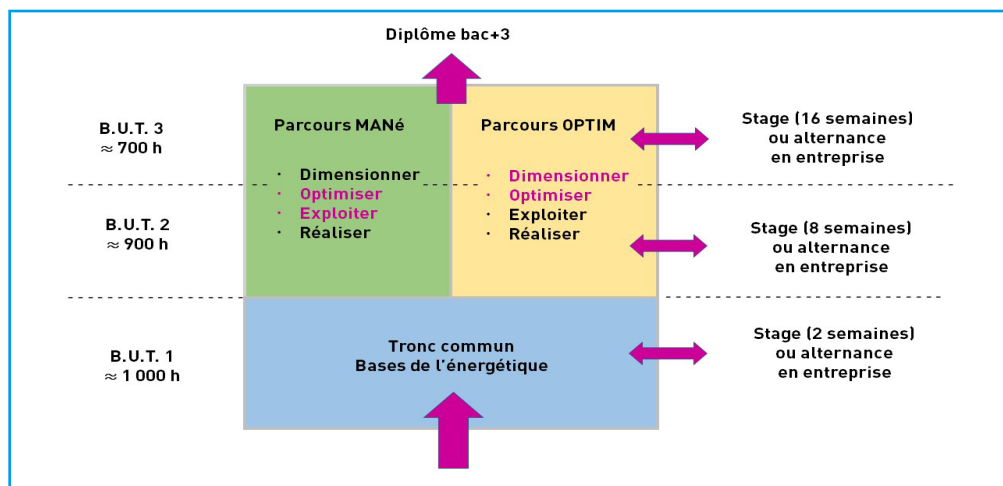 Diplôme bac+3
B.U.T. 3
≈ 700 h
Parcours MANé
Parcours OPTIM
Stage (16 semaines)
ou alternance
en entreprise
· Dimensionner
· Optimiser
· Exploiter
· Réaliser
· Dimensionner
· Optimiser
· Exploiter
· Réaliser
B.U.T. 2
≈ 900 h
Stage (8 semaines)
ou alternance
en entreprise
B.U.T. 1
≈ 1 000 h
Tronc commun
Bases de l'énergétique
Stage (2 semaines)
ou alternance
en entreprise